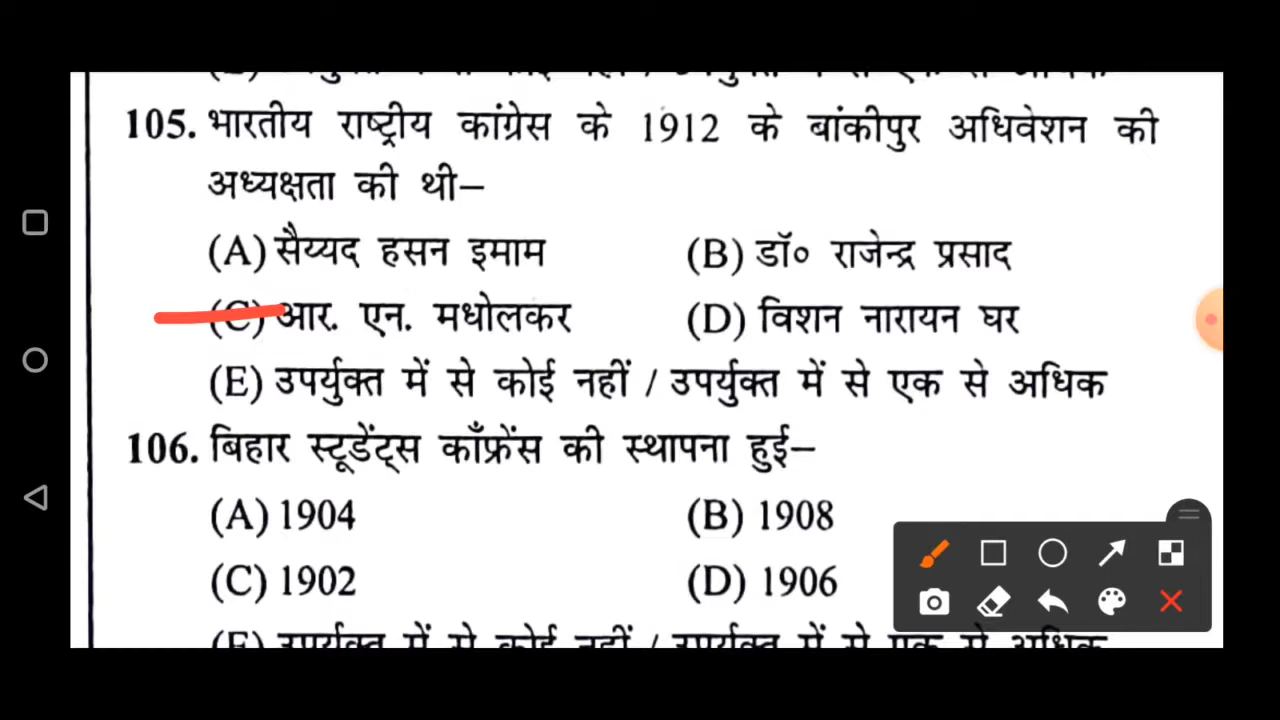 105. भारतीय राष्ट्रीय कांग्रेस के 1912 के बांकीपुर अधिवेशन की
अध्यक्षता की थी–
(A) सैय्यद हसन इमाम (B) डॉ० राजेन्द्र प्रसाद
(C) आर. एन. मधोलकर (D) विशन नारायन घर
(E) उपर्युक्त में से कोई नहीं / उपर्युक्त में से एक से अधिक
106. बिहार स्टूडेंट्स काँफ्रेंस की स्थापना हुई–
(A) 1904 (B) 1908
(C) 1902 (D) 1906